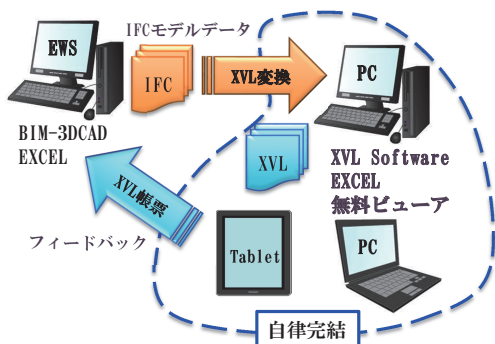 IFCモデルデータ
EWS
IFC
XVL変換
PC
BIM-3DCAD
EXCEL
XVL
XVL Software
EXCEL
無料ビューア
XVL帳票
フィードバック
Tablet
PC
自律完結